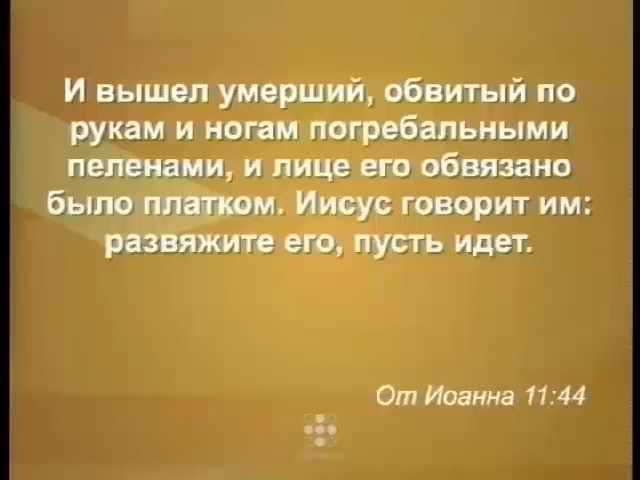 И вышел умерший, обвитый по
рукам и ногам погребальными
пеленами, и лице его обвязано
было платком. Иисус говорит им:
развяжите его, пусть идет.
От Иоанна 11:44